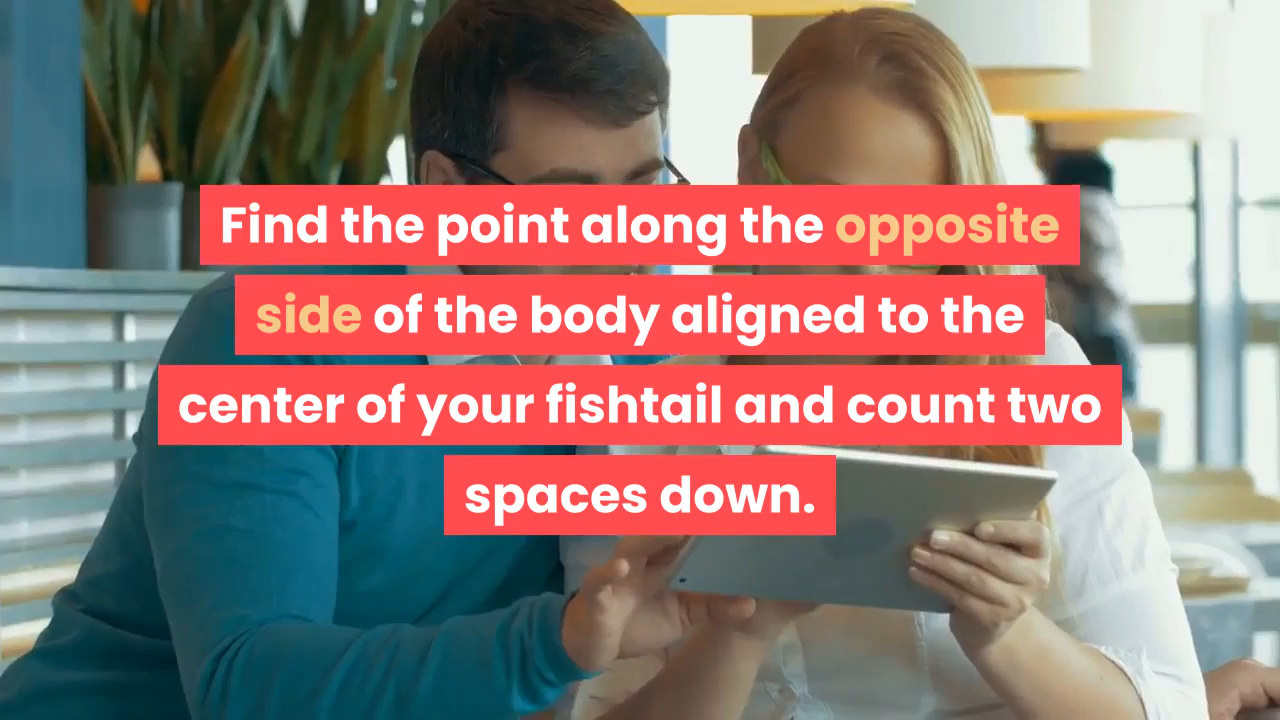 Find the point along the opposite
side of the body aligned to the
center of your fishtail and count two
spaces down.